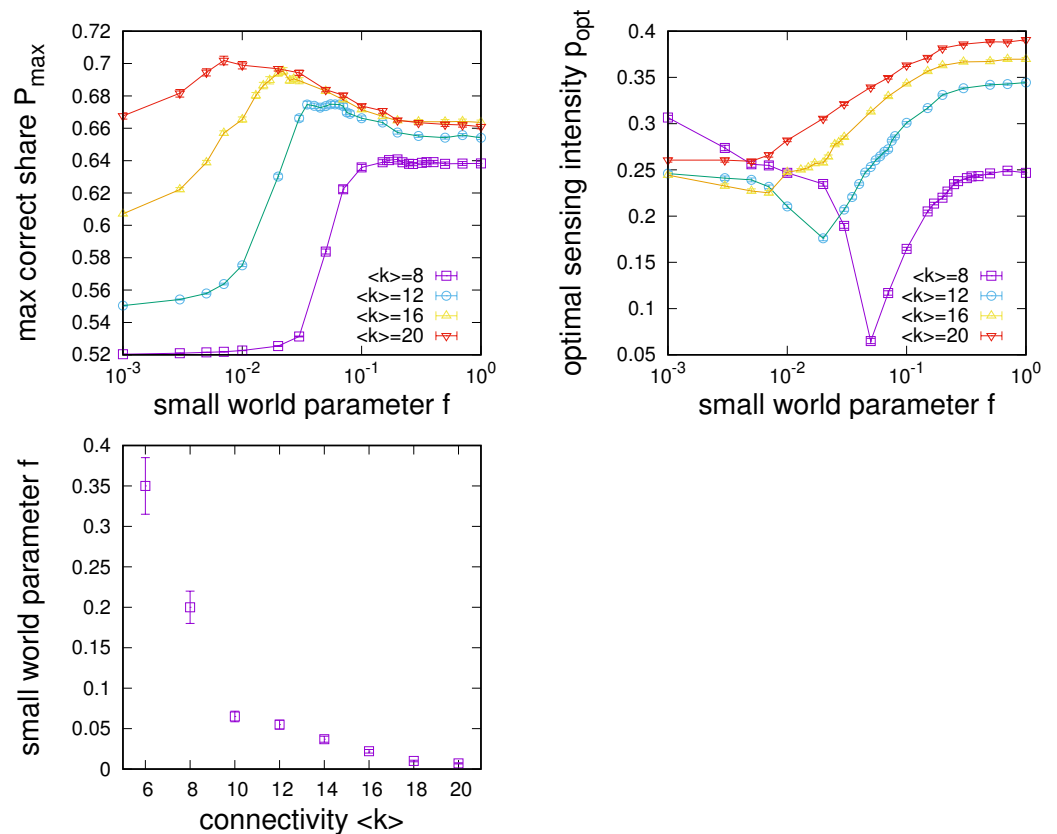 max correct share P_max
0.72
0.7
0.68
0.66
0.64
0.62
0.6
0.58
0.56
0.54
0.52
<k>=8
<k>=12
<k>=16
<k>=20
10^-3
10^-2
10^-1
10^0
small world parameter f
optimal sensing intensity p_opt
0.4
0.35
0.3
0.25
0.2
0.15
0.1
0.05
<k>=8
<k>=12
<k>=16
<k>=20
10^-3
10^-2
10^-1
10^0
small world parameter f
small world parameter f
0.4
0.35
0.3
0.25
0.2
0.15
0.1
0.05
0
6 8 10 12 14 16 18 20
connectivity <k>